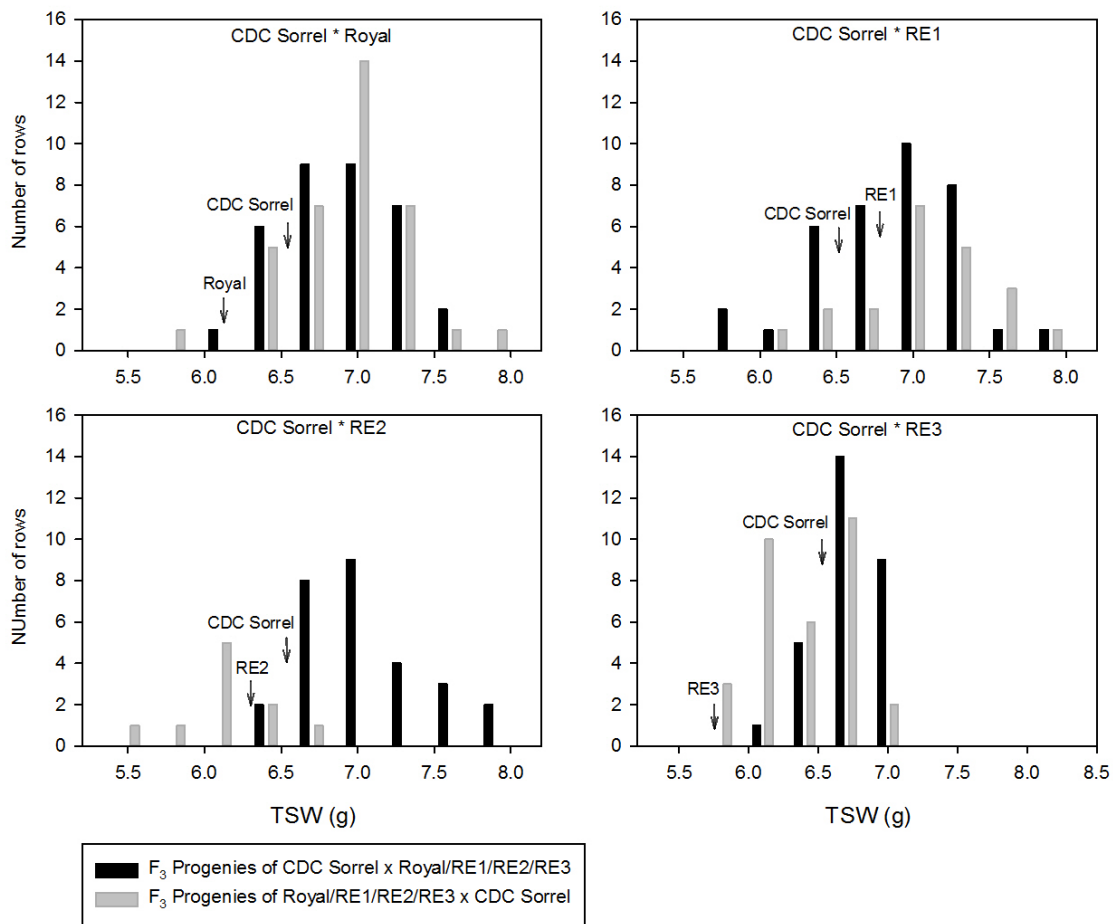 CDC Sorrel * Royal
16
14
12
10
8
6
4
2
0
Number of rows
CDC Sorrel
Royal
5.5 6.0 6.5 7.0 7.5 8.0
CDC Sorrel * RE1
16
14
12
10
8
6
4
2
0
RE1
CDC Sorrel
5.5 6.0 6.5 7.0 7.5 8.0
CDC Sorrel * RE2
16
14
12
10
8
6
4
2
0
NUmber of rows
CDC Sorrel
RE2
5.5 6.0 6.5 7.0 7.5 8.0
TSW (g)
CDC Sorrel * RE3
16
14
12
10
8
6
4
2
0
CDC Sorrel
RE3
5.5 6.0 6.5 7.0 7.5 8.0 8.5
TSW (g)
F3 Progenies of CDC Sorrel x Royal/RE1/RE2/RE3
F3 Progenies of Royal/RE1/RE2/RE3 x CDC Sorrel